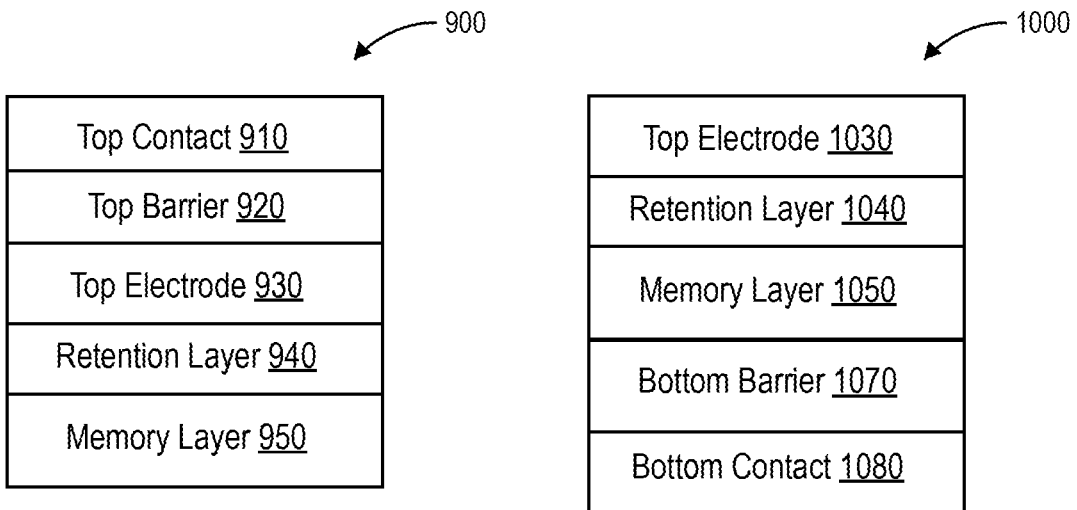 900
Top Contact 910
Top Barrier 920
Top Electrode 930
Retention Layer 940
Memory Layer 950
1000
Top Electrode 1030
Retention Layer 1040
Memory Layer 1050
Bottom Barrier 1070
Bottom Contact 1080